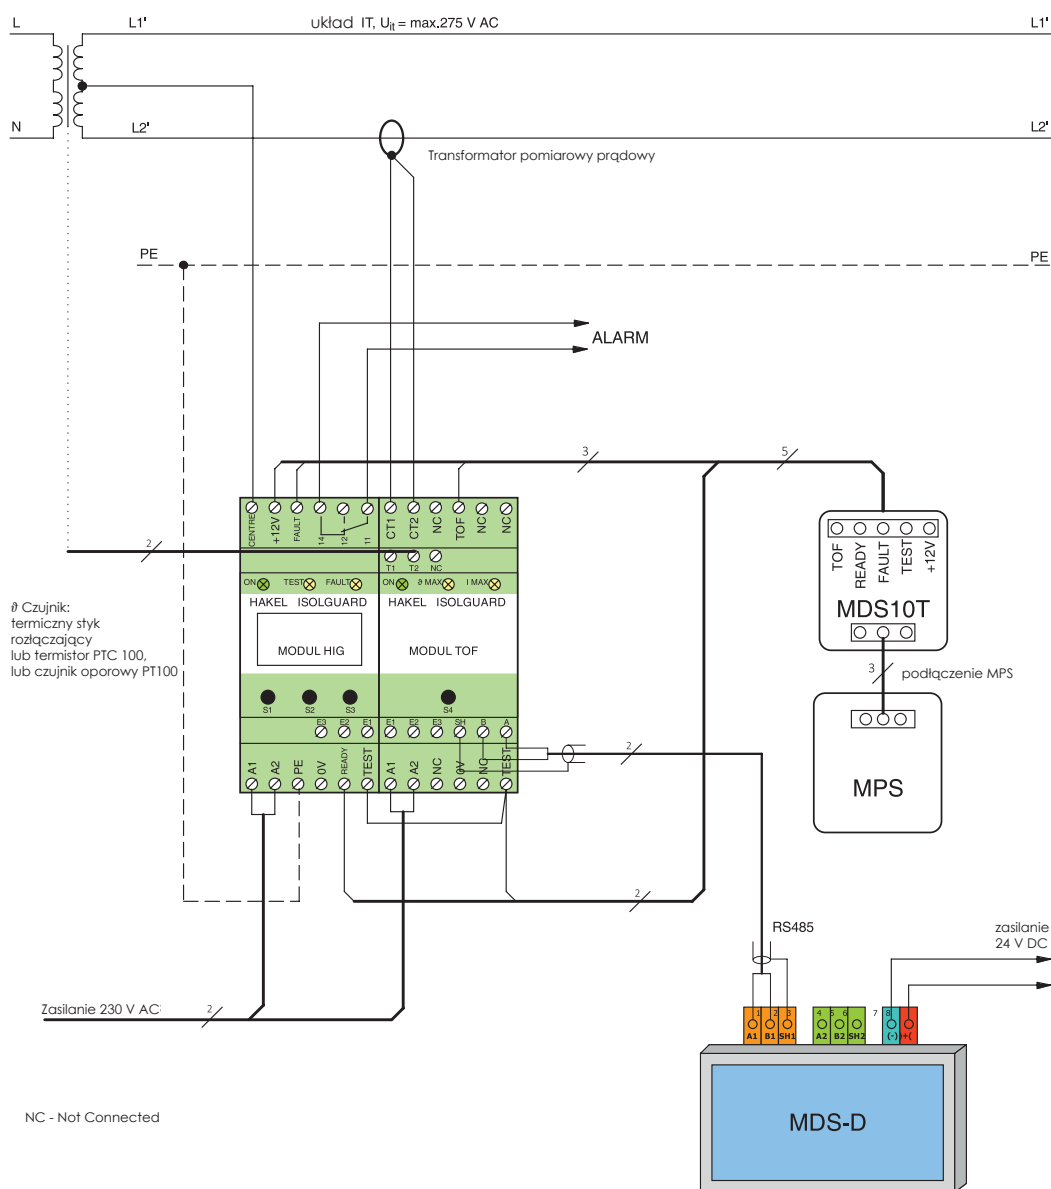 L L1' układ IT, Uit = max.275 V AC L1'
N L2' L2'
Transformator pomiarowy prądowy
PE PE
ALARM
3 5
CENTRE +12V FAULT 14 12 11 CT1 CT2 NC TOF NC NC
2
T1 T2 NC
ON TEST FAULT ON ϑ MAX I MAX
HAKEL ISOLGUARD HAKEL ISOLGUARD
MODUL HIG MODUL TOF
S1 S2 S3 S4
E3 E2 E1 E1 E2 E3 SH B A
A1 A2 PE 0V READY TEST A1 A2 NC 0V NC TEST
ϑ Czujnik:
termiczny styk
rozłączający
lub termistor PTC 100,
lub czujnik oporowy PT100
TOF READY FAULT TEST +12V
MDS10T
3 podłączenie MPS
MPS
2
2
RS485
zasilanie
24 V DC
Zasilanie 230 V AC: 2
1 2 3 4 5 6 7 8
A1 B1 SH1 A2 B2 SH2 (-) )+(
MDS-D
NC - Not Connected